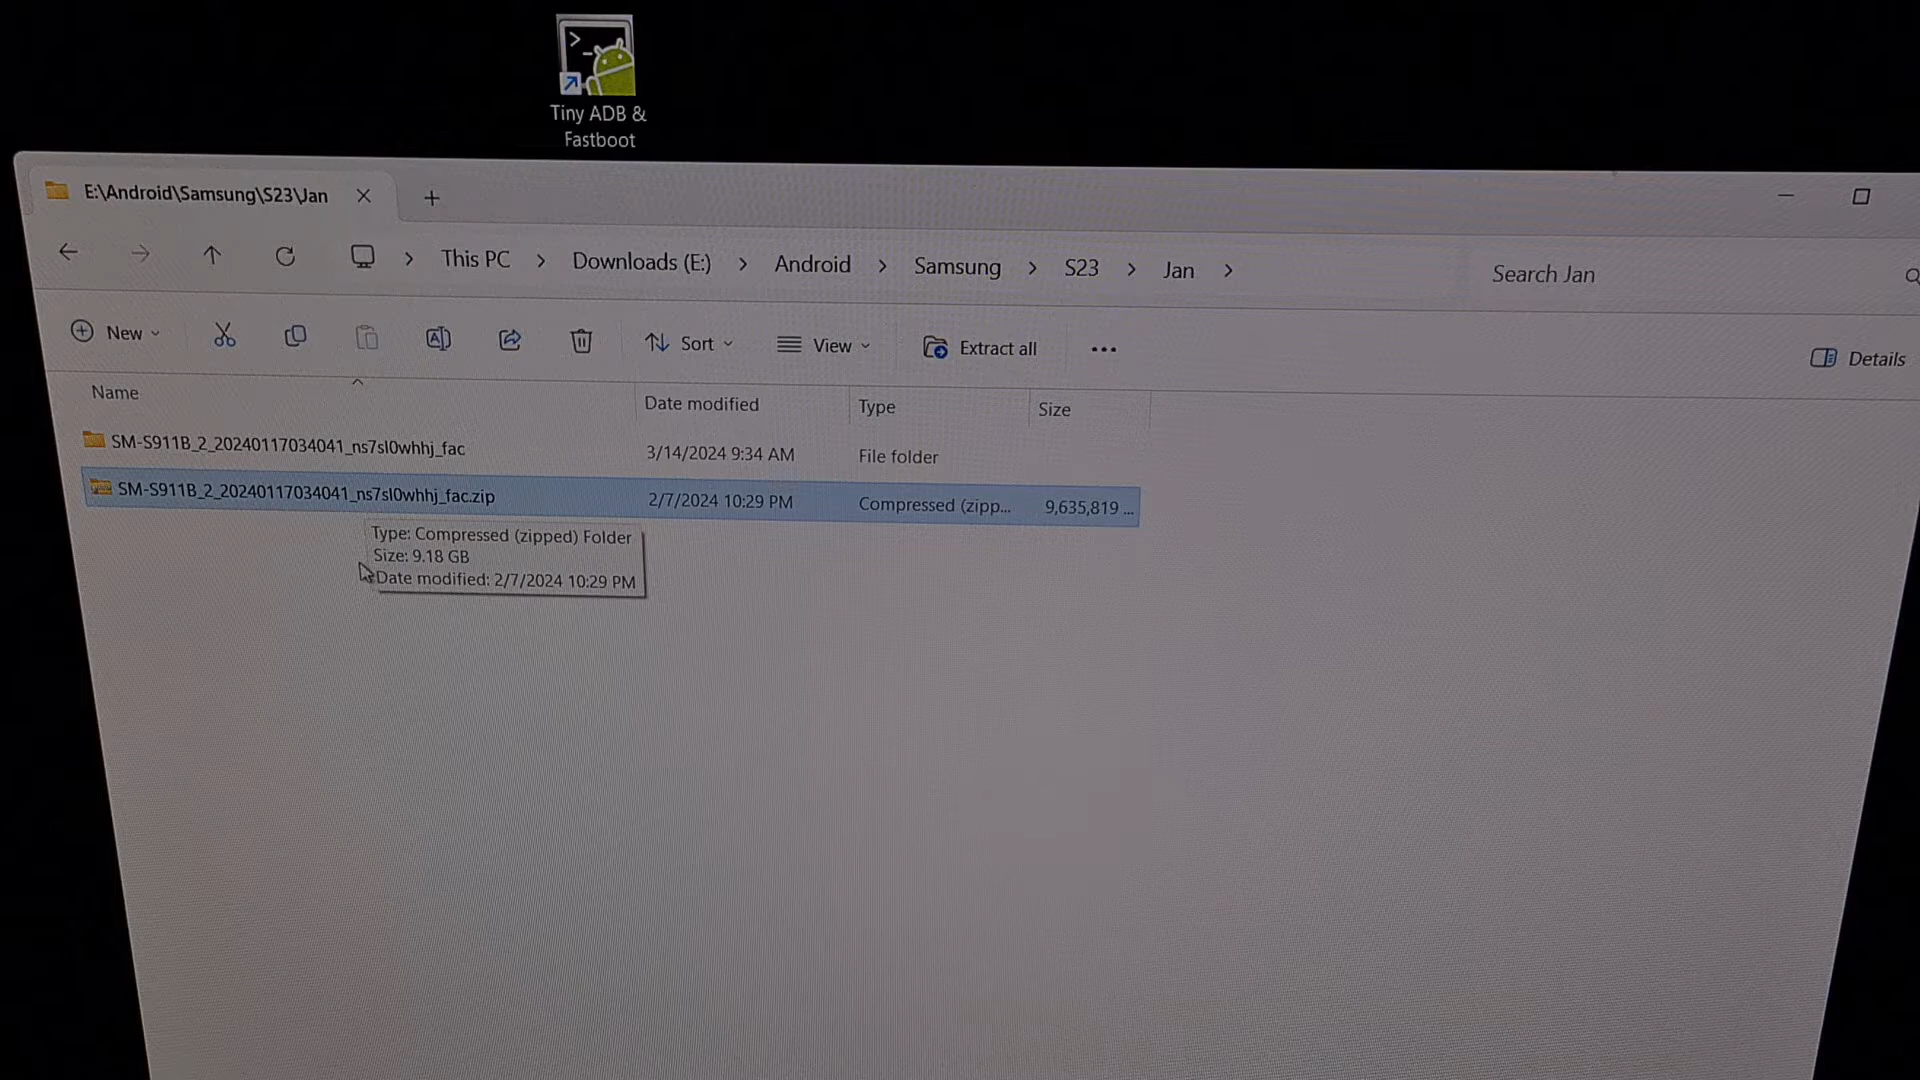 Tiny ADB &
Fastboot
E:\Android\Samsung\S23\Jan
This PC > Downloads (E:) > Android > Samsung > S23 > Jan >
Search Jan
New
Sort
View
Extract all
Details
Name
Date modified
Type
Size
SM-S911B_2_20240117034041_ns7sl0whhj_fac
3/14/2024 9:34 AM
File folder
SM-S911B_2_20240117034041_ns7sl0whhj_fac.zip
2/7/2024 10:29 PM
Compressed (zipp...
9,635,819 ...
Type: Compressed (zipped) Folder
Size: 9.18 GB
Date modified: 2/7/2024 10:29 PM